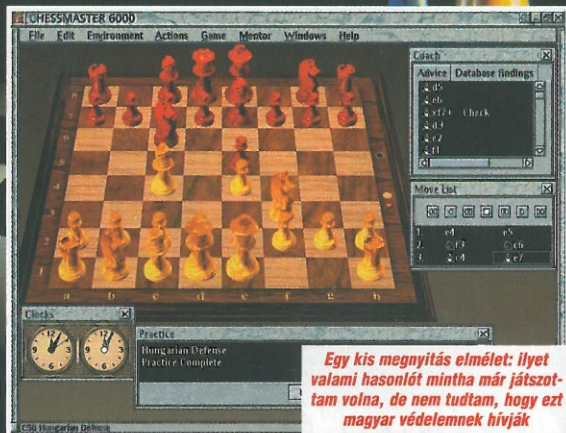 CHESSMASTER 6000
File Edit Environment Actions Game Mentor Windows Help
Coach
Advice Database findings
d5
e6
xf7+ Check
d3
e2
f1
Move List
1. e4 e5
2. f3 c6
3. c4 e7
a b c d e f g h
Clocks
Practice
Hungarian Defense
Practice Complete
C50 Hungarian Defense
Egy kis megnyitás elmélet: ilyet
valami hasonlót mintha már játszot-
tam volna, de nem tudtam, hogy ezt
magyar védelemnek hívják